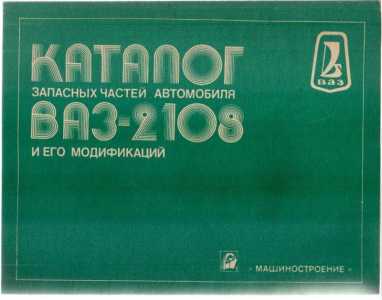 КАТАЛОГ
ВАЗ
ЗАПАСНЫХ ЧАСТЕЙ АВТОМОБИЛЯ
ВАЗ-2108
И ЕГО МОДИФИКАЦИЙ
«МАШИНОСТРОЕНИЕ»